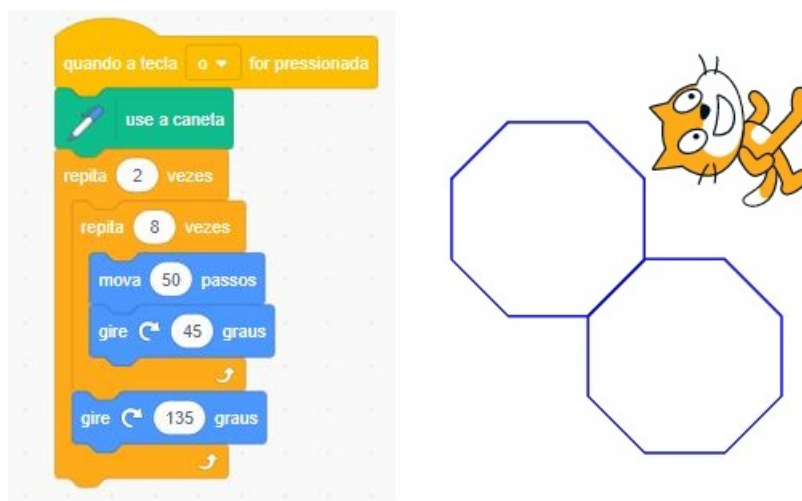 quando a tecla o for pressionada
use a caneta
repita 2 vezes
repita 8 vezes
mova 50 passos
gire 45 graus
gire 135 graus